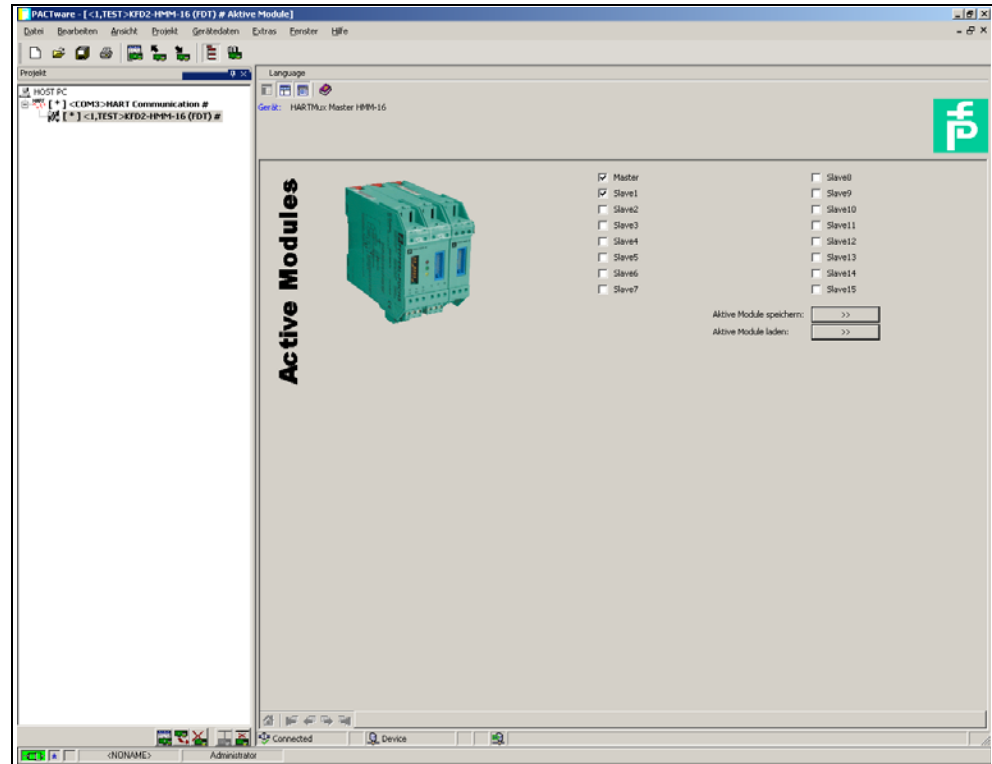 PACTware - [<1,TEST>KFD2-HMM-16 (FDT) # Aktive Module]
Datei Bearbeiten Ansicht Projekt Gerätedaten Extras Fenster Hilfe
Projekt
Language
HOST PC
[ * ] <COM3>HART Communication #
[ * ] <1,TEST>KFD2-HMM-16 (FDT) #
Gerät: HARTMux Master HMM-16
Active Modules
Master
Slave1
Slave2
Slave3
Slave4
Slave5
Slave6
Slave7
Slave8
Slave9
Slave10
Slave11
Slave12
Slave13
Slave14
Slave15
Aktive Module speichern: >>
Aktive Module laden: >>
Connected Device
<NONAME> Administrator